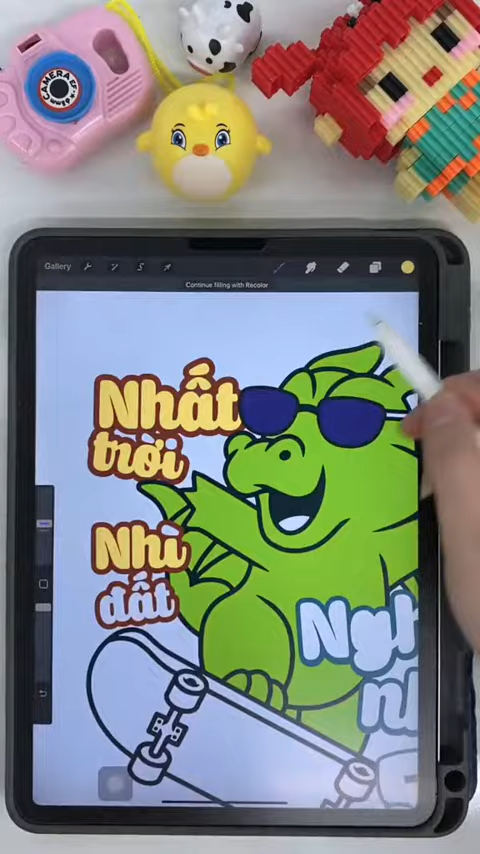 CAMERA
Gallery
Continue filling with Recolor
Nhất
trời
Nhì
đất